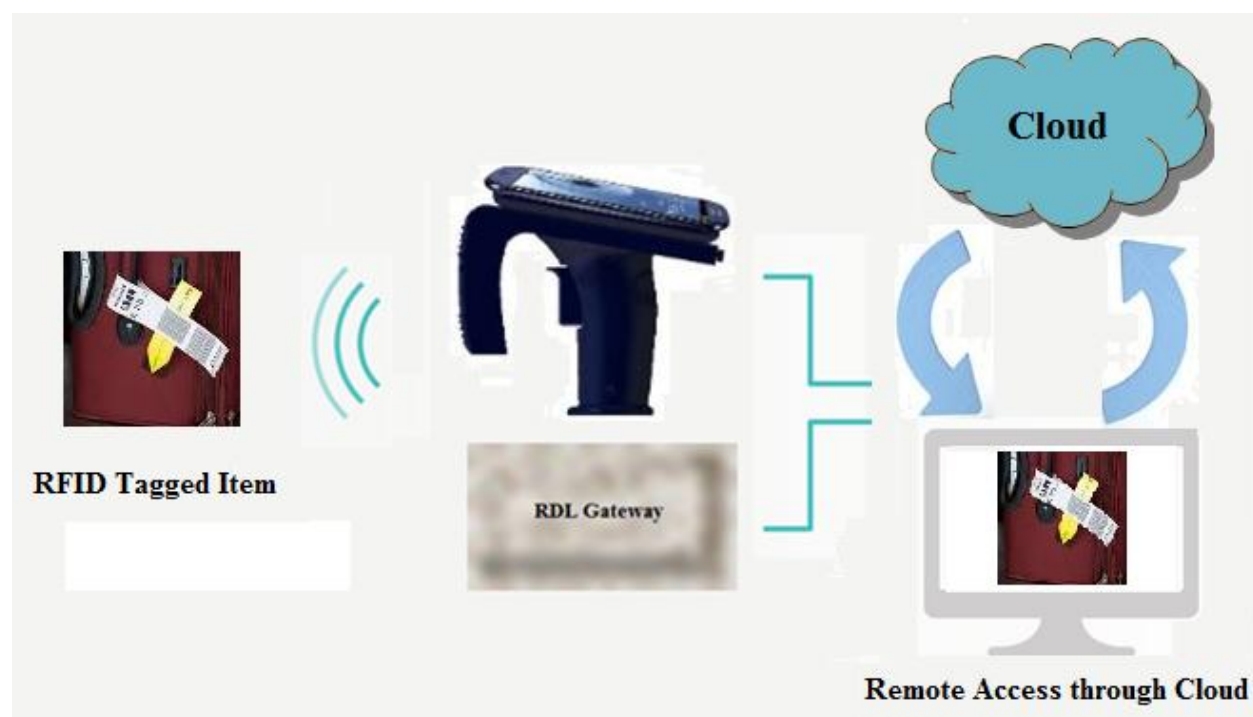 Cloud
RFID Tagged Item
RDL Gateway
Remote Access through Cloud